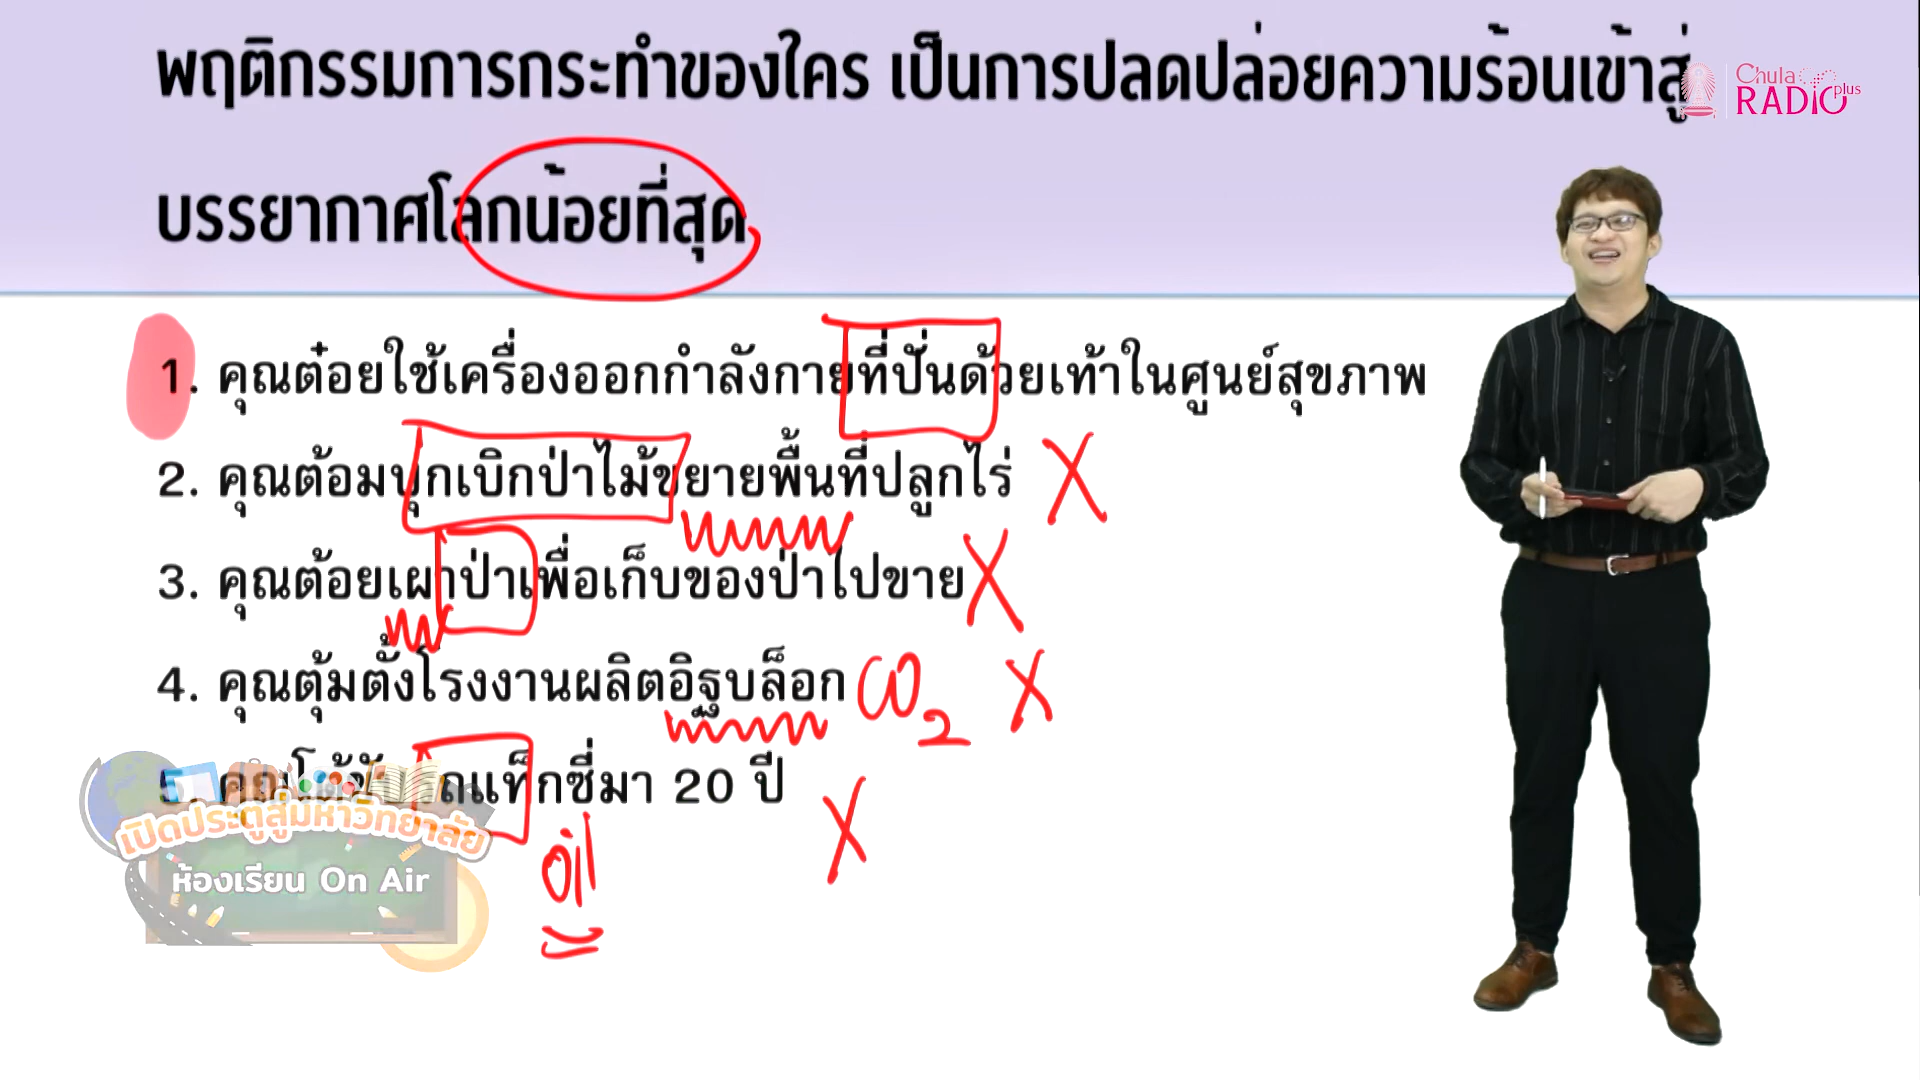 พฤติกรรมการกระทำของใคร เป็นการปลดปล่อยความร้อนเข้าสู่
บรรยากาศโลกน้อยที่สุด
Chula
RADIO plus
1. คุณต๋อยใช้เครื่องออกกำลังกายที่ปั่นด้วยเท้าในศูนย์สุขภาพ
2. คุณต้อมบุกเบิกป่าไม้ขยายพื้นที่ปลูกไร่ X
3. คุณต้อยเผาป่าเพื่อเก็บของป่าไปขาย X
4. คุณตุ้มตั้งโรงงานผลิตอิฐบล็อก CO2 X
5. คุณโต้ขับรถแท็กซี่มา 20 ปี X
oil
เปิดประตูสู่มหาวิทยาลัย
ห้องเรียน On Air